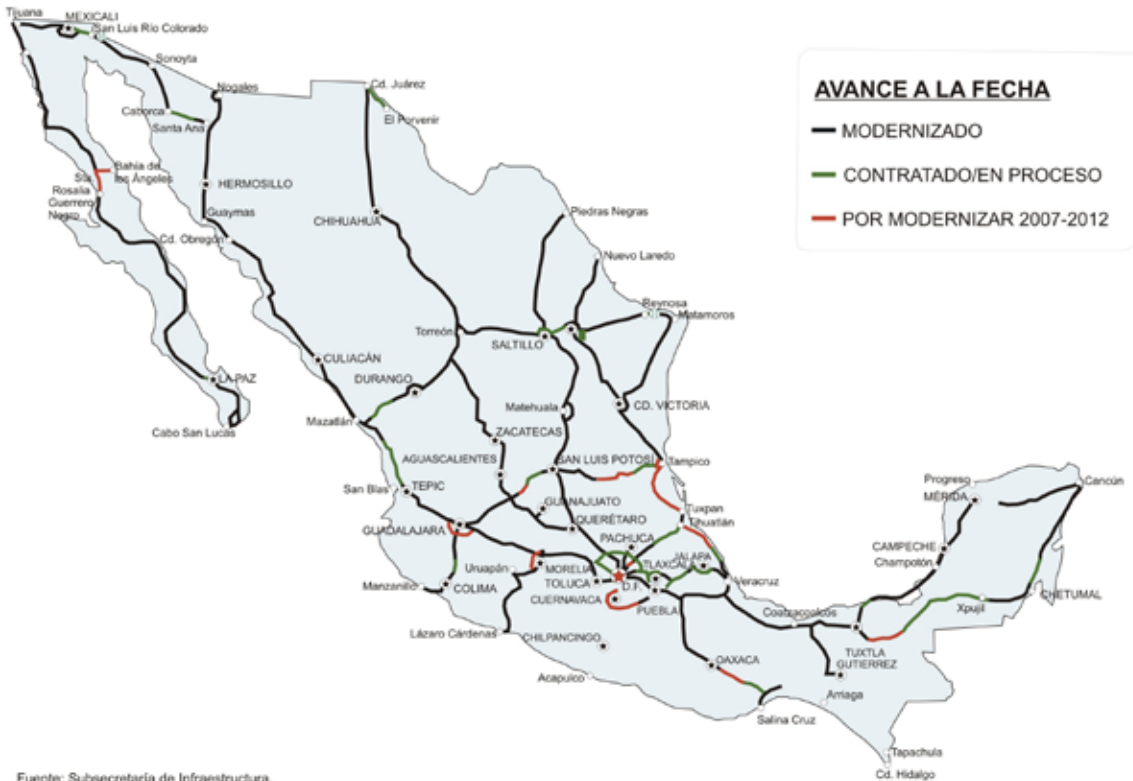 Tijuana
MEXICALI
San Luis Río Colorado
Sonoyta
Nogales
Cd. Juárez
El Porvenir
Caborca
Santa Ana
Bahía de
los Ángeles
Sta
Rosalia
Guerrero
Negro
HERMOSILLO
Guaymas
Cd. Obregón
CHIHUAHUA
Piedras Negras
Nuevo Laredo
Reynosa
Matamoros
Torreón
SALTILLO
CULIACÁN
LA PAZ
DURANGO
Mazatlán
Cabo San Lucas
Matehuala
CD. VICTORIA
ZACATECAS
AGUASCALIENTES
SAN LUIS POTOSÍ
Tampico
San Blas
TEPIC
GUANAJUATO
Tuxpan
Tihuatlán
GUADALAJARA
QUERÉTARO
PACHUCA
JALAPA
TLAXCALA
Uruapán
MORELIA
TOLUCA
D.F.
Manzanillo
COLIMA
CUERNAVACA
PUEBLA
Veracruz
Lázaro Cárdenas
CHILPANCINGO
Acapulco
OAXACA
Coatzacoalcos
TUXTLA
GUTIERREZ
Arriaga
Salina Cruz
Tapachula
Cd. Hidalgo
Progreso
MÉRIDA
Cancún
CAMPECHE
Champotón
Xpujil
CHETUMAL
AVANCE A LA FECHA
MODERNIZADO
CONTRATADO/EN PROCESO
POR MODERNIZAR 2007-2012
Fuente: Subsecretaría de Infraestructura